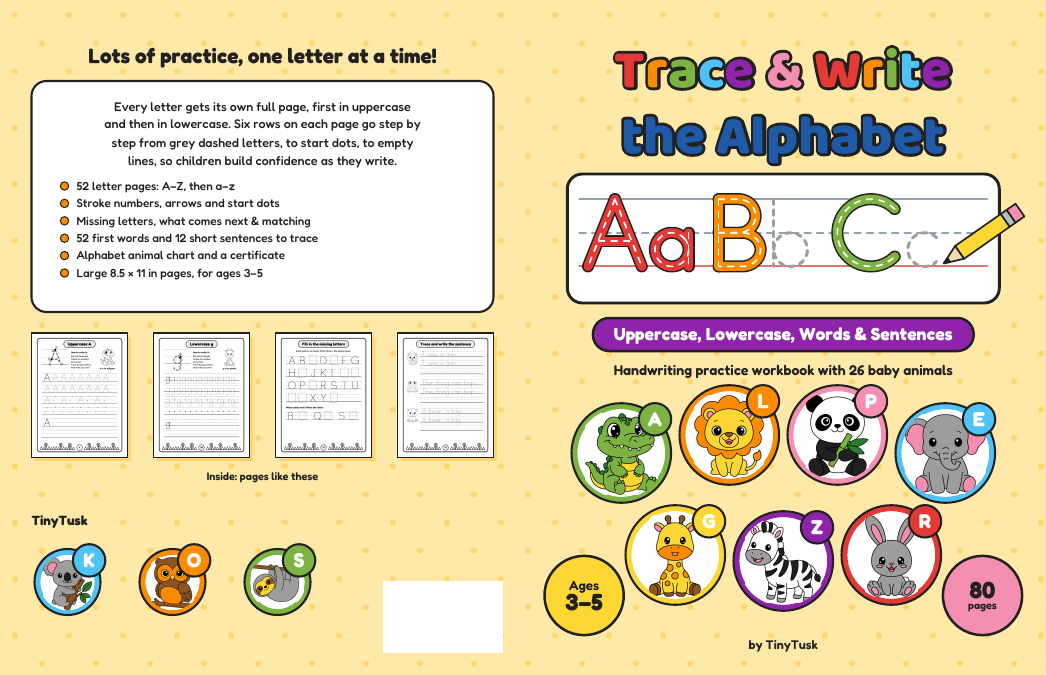 Lots of practice, one letter at a time!
Every letter gets its own full page, first in uppercase
and then in lowercase. Six rows on each page go step by
step from grey dashed letters, to start dots, to empty
lines, so children build confidence as they write.
52 letter pages: A–Z, then a–z
Stroke numbers, arrows and start dots
Missing letters, what comes next & matching
52 first words and 12 short sentences to trace
Alphabet animal chart and a certificate
Large 8.5 × 11 in pages, for ages 3–5
Uppercase A
Lowercase g
Fill in the missing letters
A B D F G
H J K L
O P R S T U
X Y
R Q S
Trace and write the sentence
Inside: pages like these
TinyTusk
K
O
S
Trace & Write
the Alphabet
Aa Bb Cc
Uppercase, Lowercase, Words & Sentences
Handwriting practice workbook with 26 baby animals
A
L
P
E
G
Z
R
Ages
3–5
80
pages
by TinyTusk